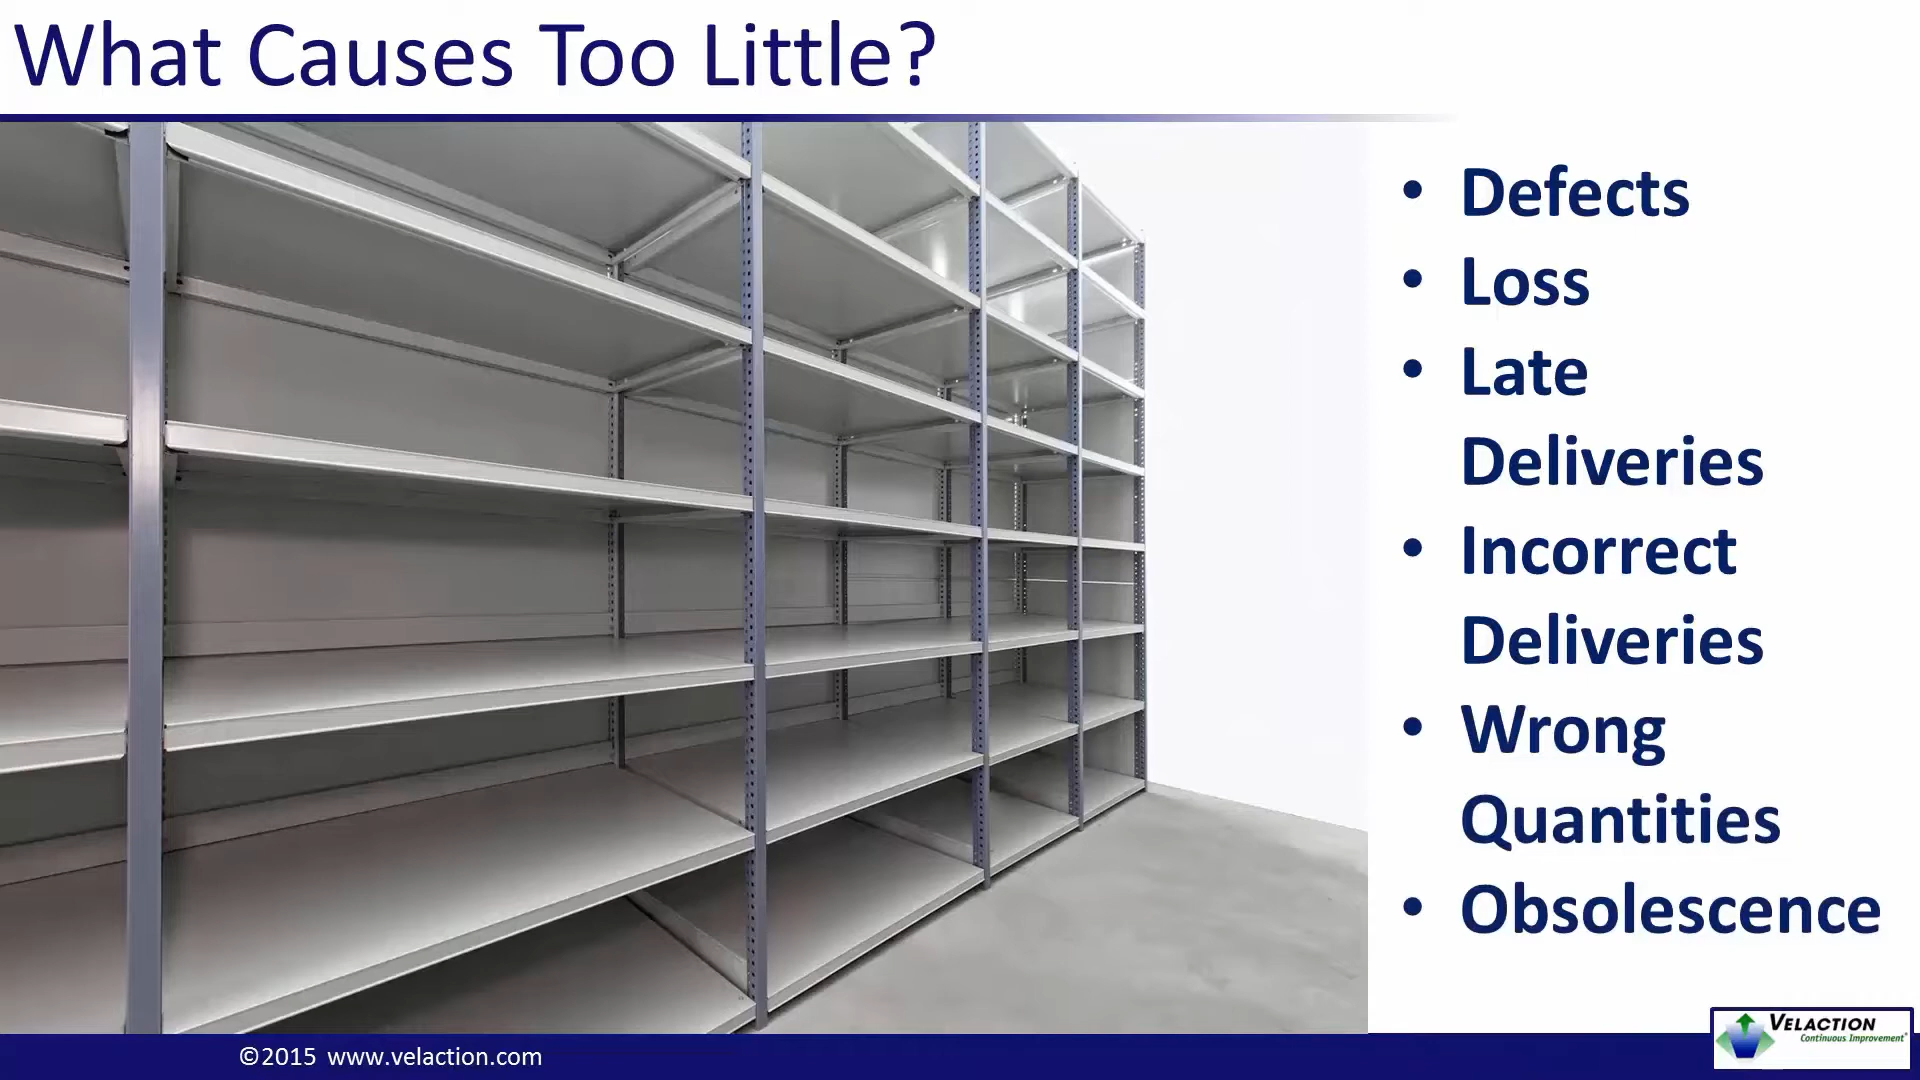 What Causes Too Little?
• Defects
• Loss
• Late
Deliveries
• Incorrect
Deliveries
• Wrong
Quantities
• Obsolescence
©2015 www.velaction.com
VELACTION
Continuous Improvement®